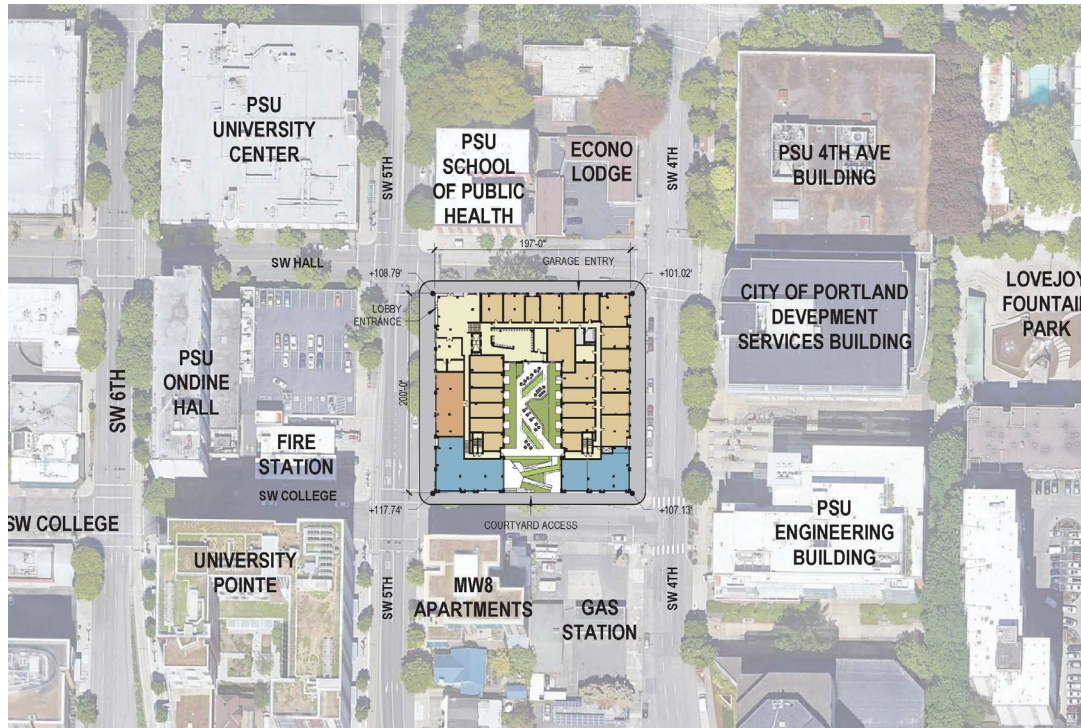 PSU
UNIVERSITY
CENTER
SW 5TH
PSU
SCHOOL
OF PUBLIC
HEALTH
ECONO
LODGE
SW 4TH
PSU 4TH AVE
BUILDING
197'-0"
SW HALL
GARAGE ENTRY
+108.79'
+101.02'
LOBBY
ENTRANCE
CITY OF PORTLAND
DEVEPMENT
SERVICES BUILDING
LOVEJOY
FOUNTAIN
PARK
PSU
ONDINE
HALL
SW 6TH
200'-0"
FIRE
STATION
SW COLLEGE
+117.74'
+107.13'
SW COLLEGE
COURTYARD ACCESS
PSU
ENGINEERING
BUILDING
UNIVERSITY
POINTE
SW 5TH
MW8
APARTMENTS
GAS
STATION
SW 4TH